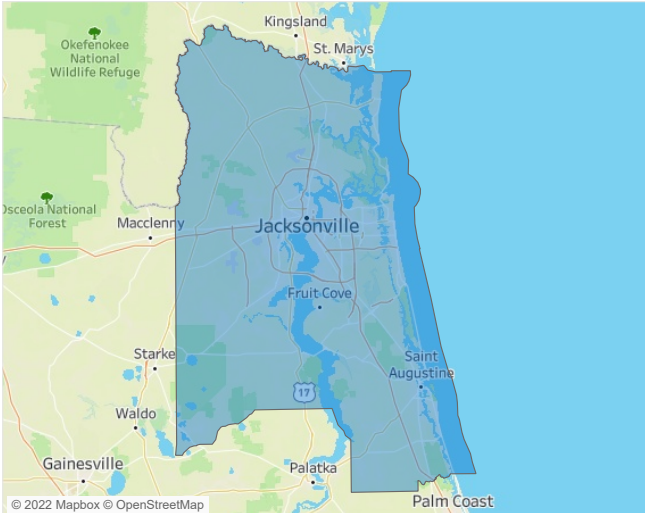 Kingsland
St. Marys
Okefenokee
National
Wildlife Refuge
Osceola National
Forest
Macclenny
Jacksonville
Fruit Cove
Starke
Saint
Augustine
17
Waldo
Gainesville
Palatka
Palm Coast
© 2022 Mapbox © OpenStreetMap